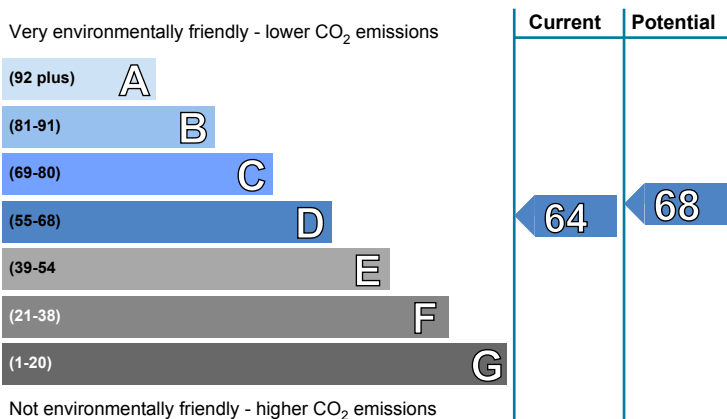 Very environmentally friendly - lower CO₂ emissions
Current Potential
(92 plus) A
(81-91) B
(69-80) C
(55-68) D
64 68
(39-54 E
(21-38) F
(1-20) G
Not environmentally friendly - higher CO₂ emissions